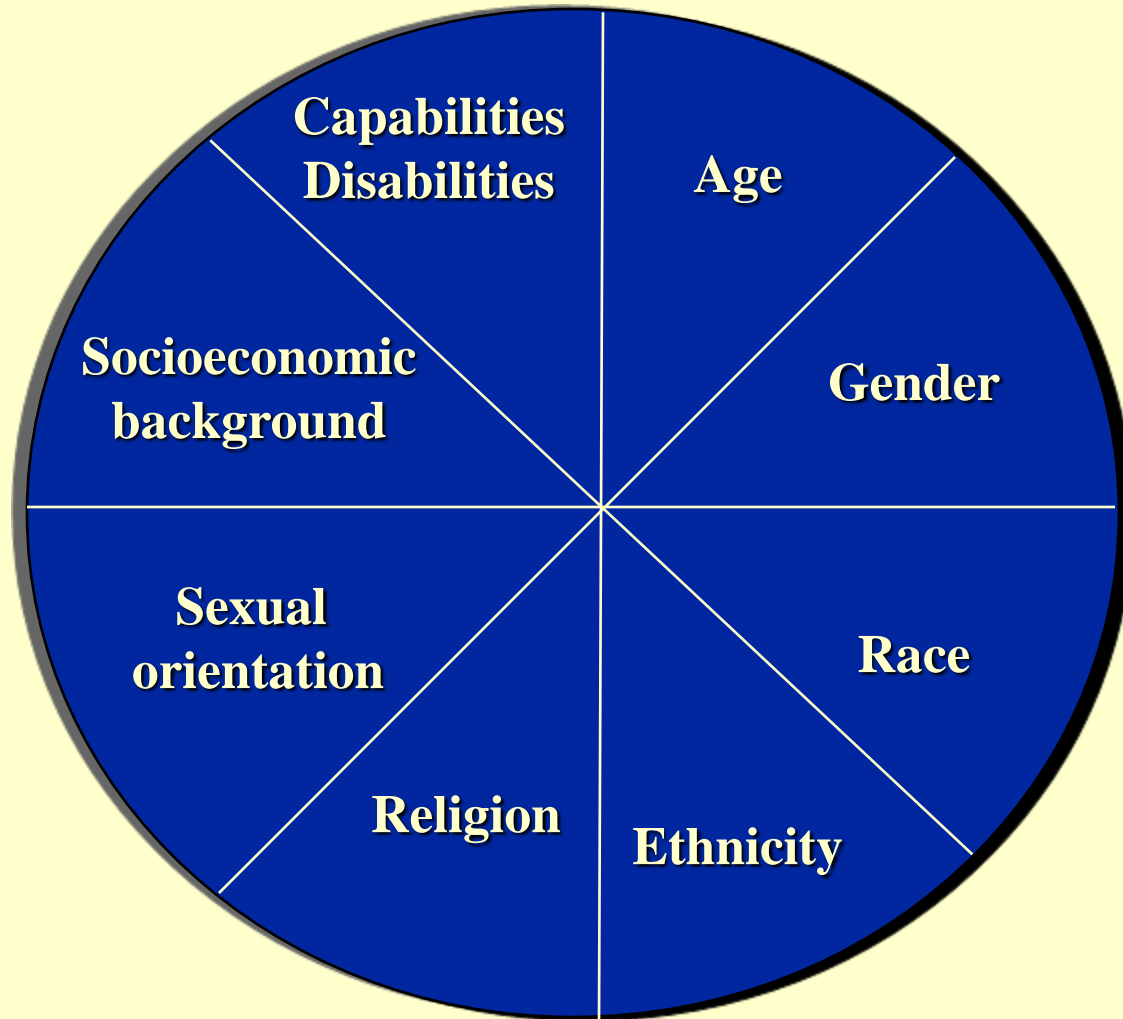 Capabilities
Disabilities
Age
Socioeconomic
background
Gender
Sexual
orientation
Race
Religion
Ethnicity